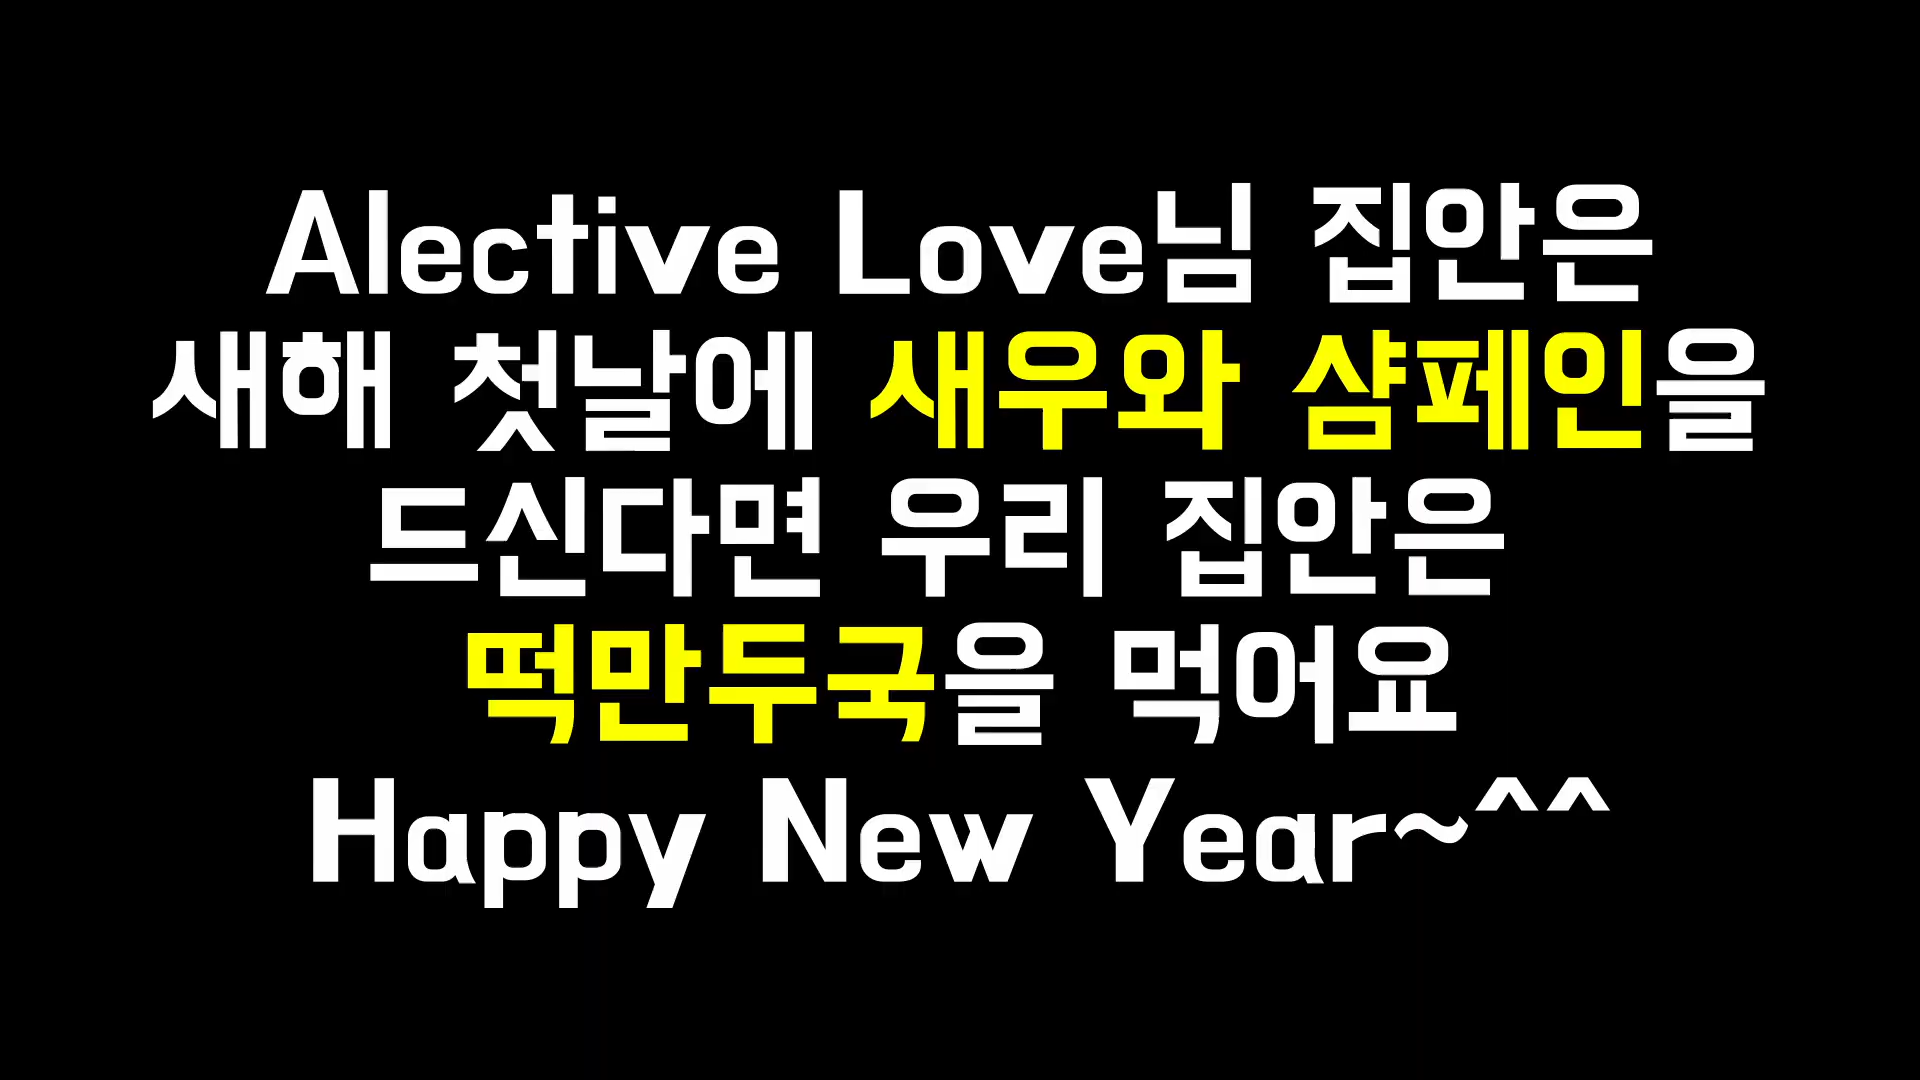 Alective Love님 집안은
새해 첫날에 새우와 샴페인을
드신다면 우리 집안은
떡만두국을 먹어요
Happy New Year~^^